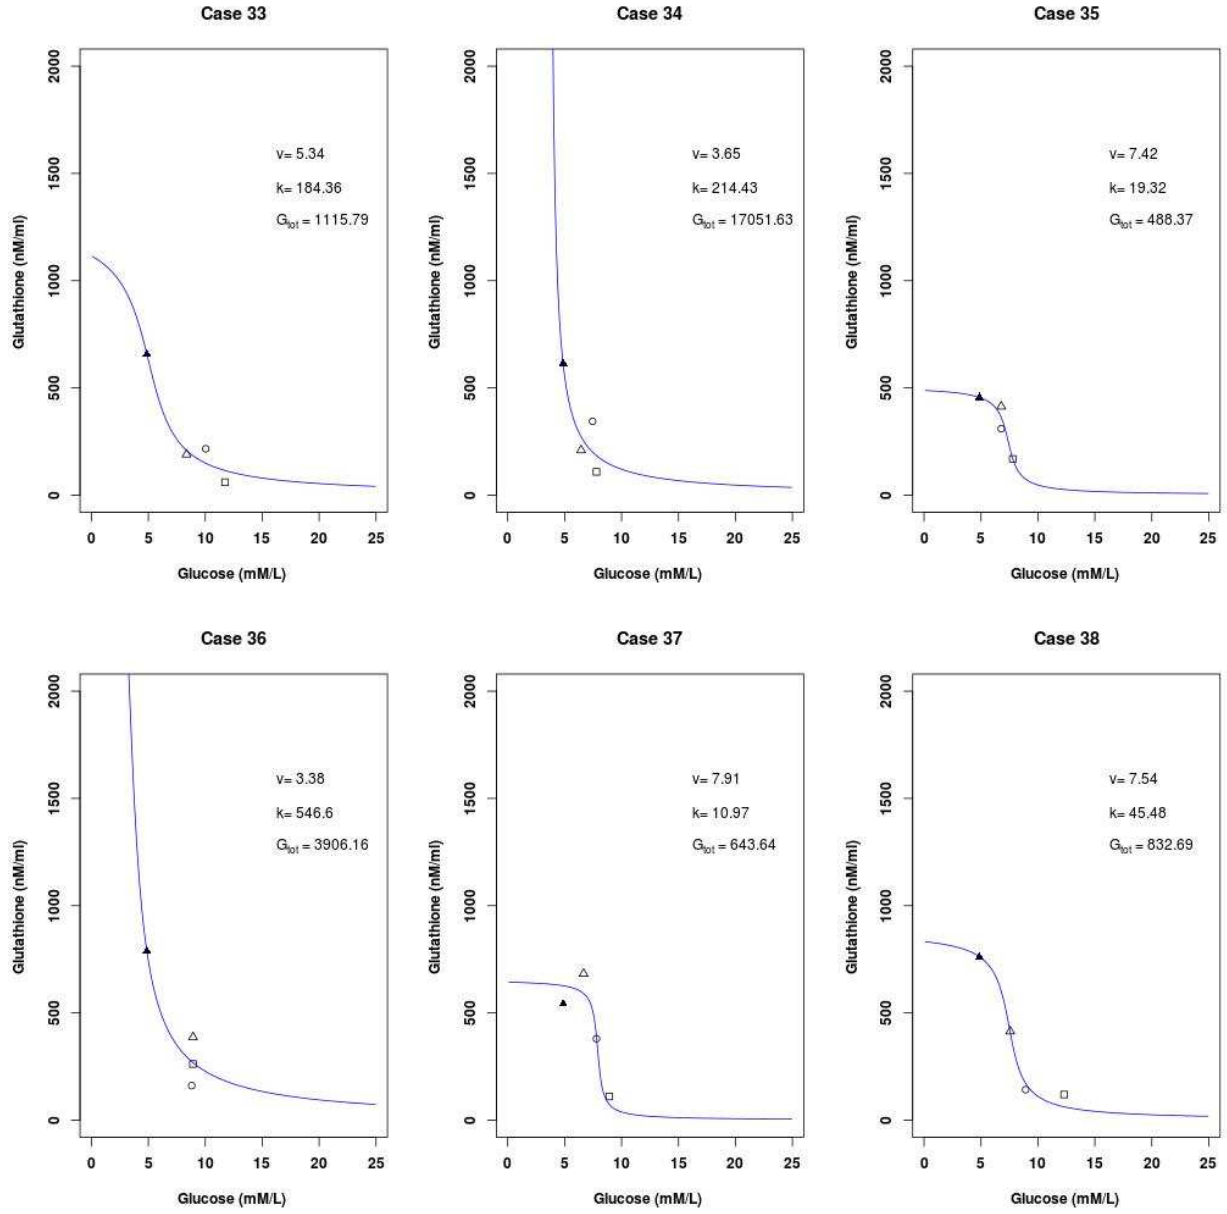 Case 33
2000
1500
1000
500
0
Glutathione (nM/ml)
v= 5.34
k= 184.36
Gtot = 1115.79
0 5 10 15 20 25
Glucose (mM/L)
Case 34
2000
1500
1000
500
0
Glutathione (nM/ml)
v= 3.65
k= 214.43
Gtot = 17051.63
0 5 10 15 20 25
Glucose (mM/L)
Case 35
2000
1500
1000
500
0
Glutathione (nM/ml)
v= 7.42
k= 19.32
Gtot = 488.37
0 5 10 15 20 25
Glucose (mM/L)
Case 36
2000
1500
1000
500
0
Glutathione (nM/ml)
v= 3.38
k= 546.6
Gtot = 3906.16
0 5 10 15 20 25
Glucose (mM/L)
Case 37
2000
1500
1000
500
0
Glutathione (nM/ml)
v= 7.91
k= 10.97
Gtot = 643.64
0 5 10 15 20 25
Glucose (mM/L)
Case 38
2000
1500
1000
500
0
Glutathione (nM/ml)
v= 7.54
k= 45.48
Gtot = 832.69
0 5 10 15 20 25
Glucose (mM/L)